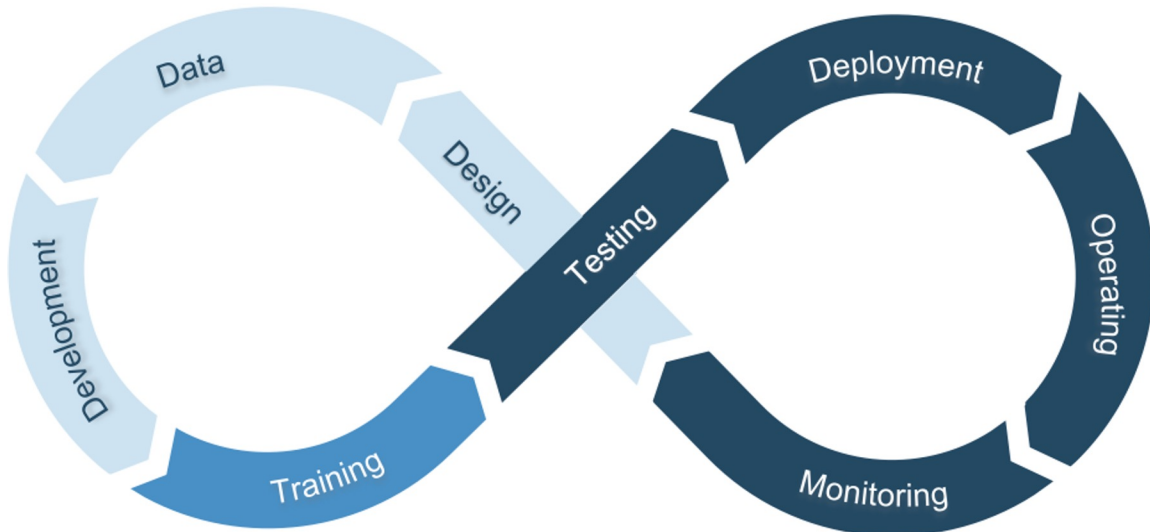 Design
Data
Development
Training
Testing
Deployment
Operating
Monitoring